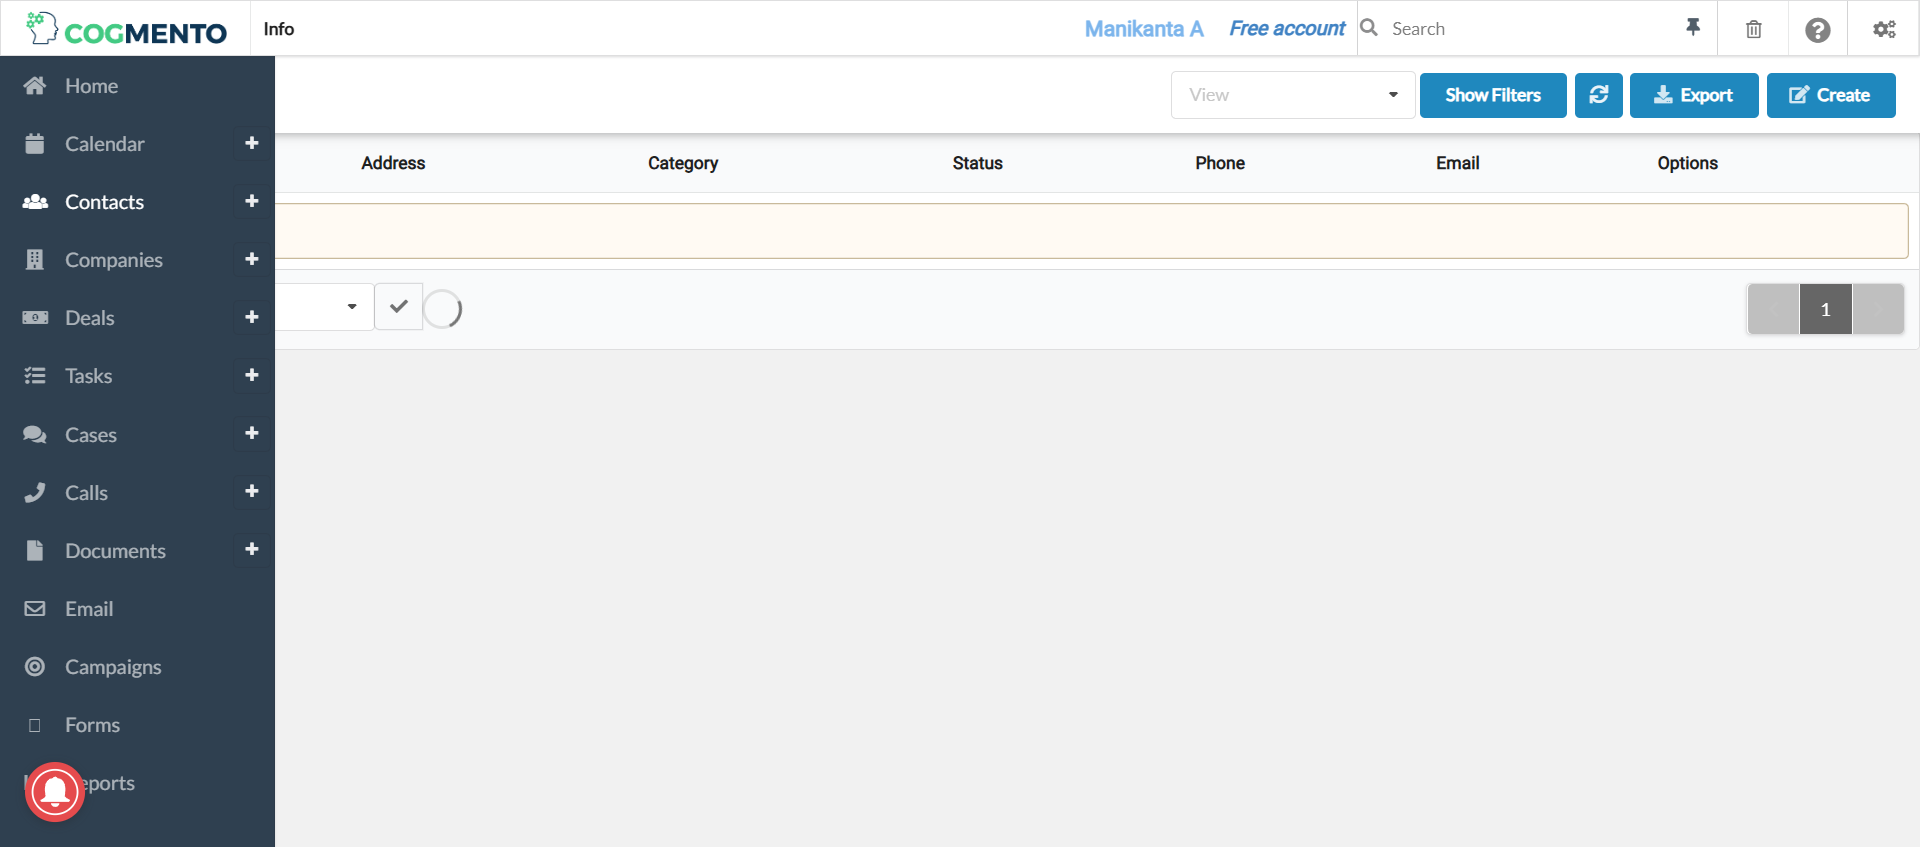 COGMENTO
Info
Manikanta A
Free account
Search
Home
Calendar
Contacts
Companies
Deals
Tasks
Cases
Calls
Documents
Email
Campaigns
Forms
eports
View
Show Filters
Export
Create
Address
Category
Status
Phone
Email
Options
1